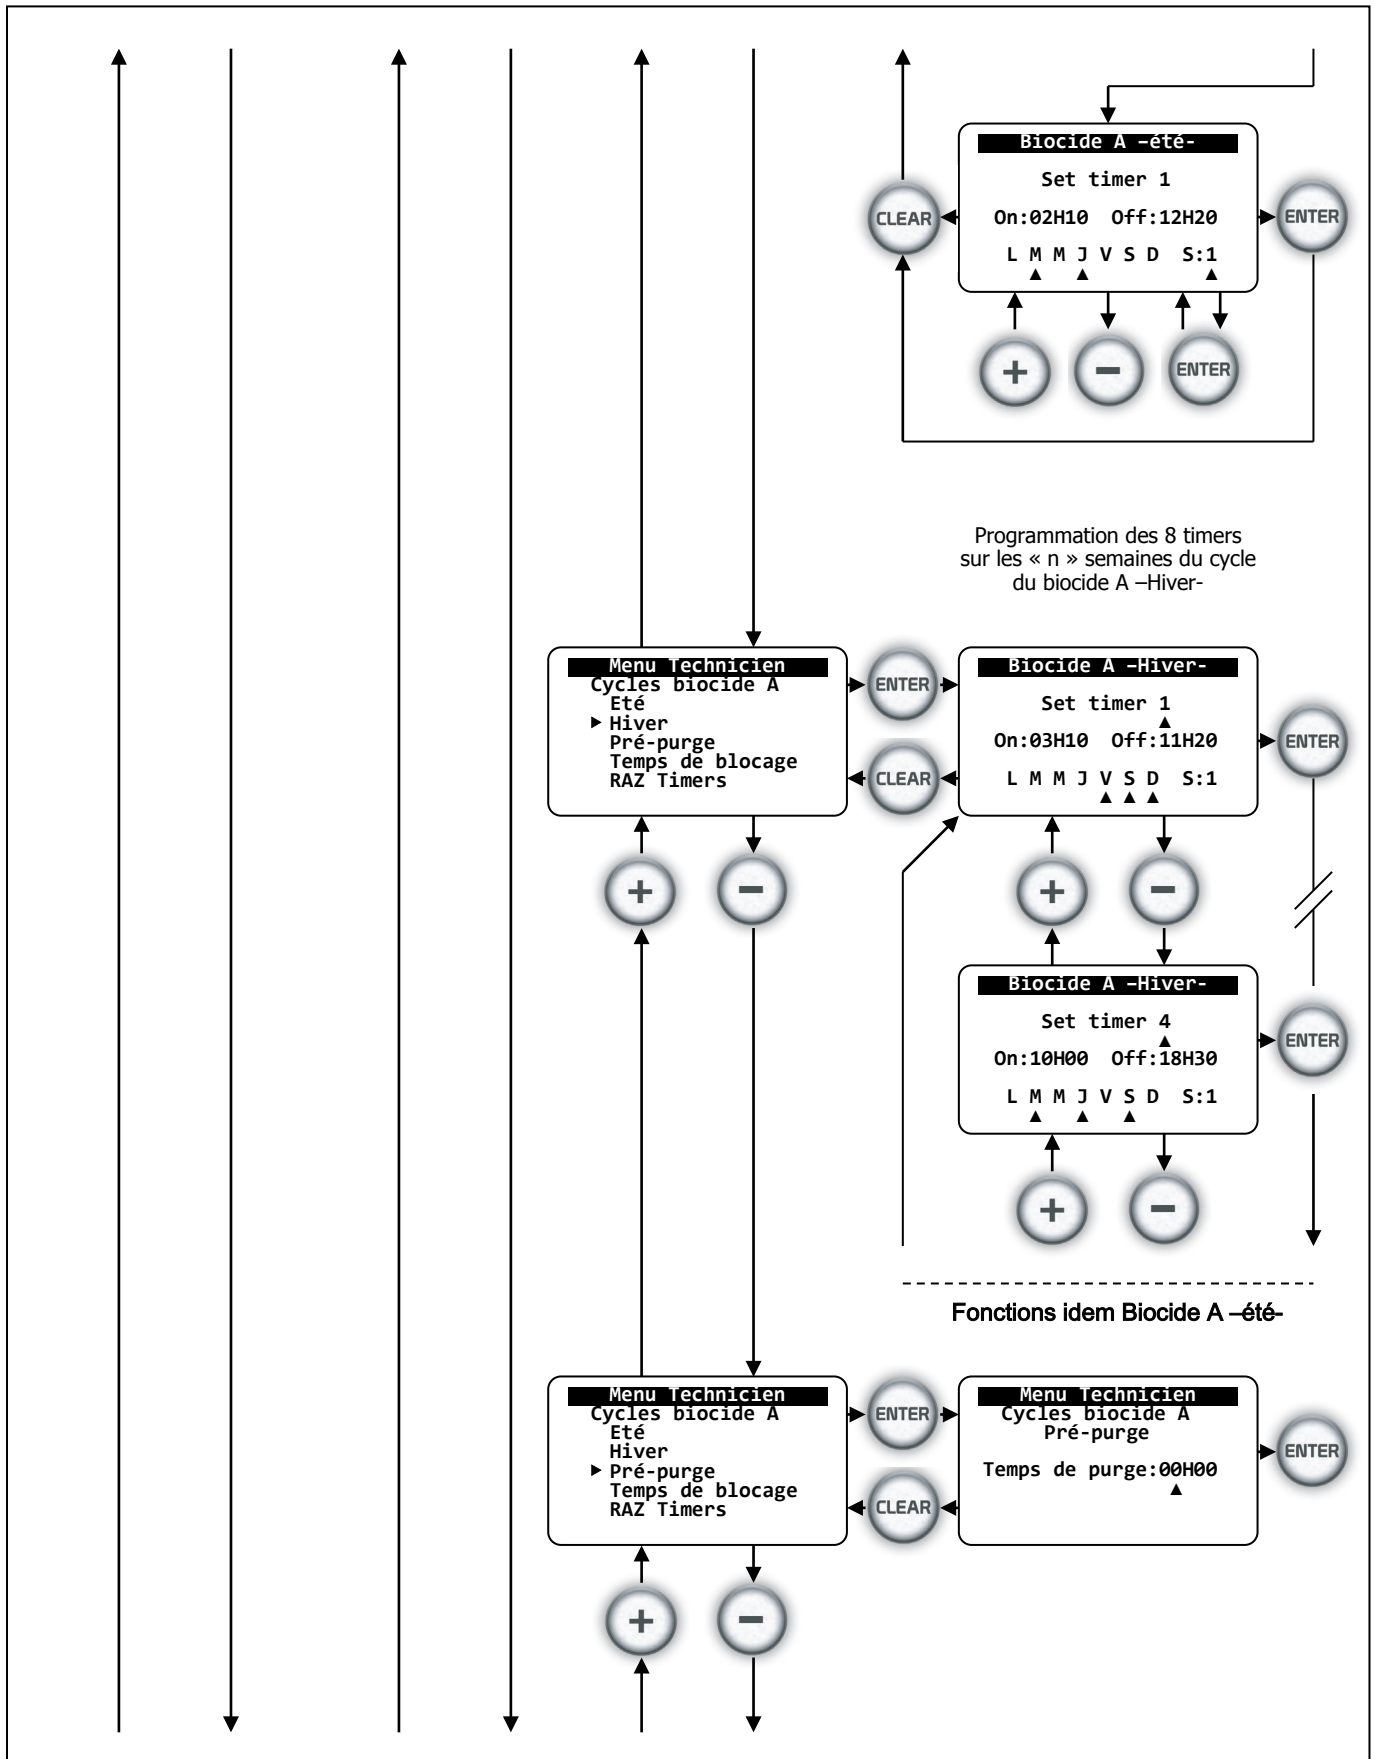 Biocide A –été-
Set timer 1
CLEAR
On:02H10 Off:12H20
ENTER
L M M J V S D S:1
▲ ▲ ▲
+
–
ENTER
Programmation des 8 timers
sur les « n » semaines du cycle
du biocide A –Hiver-
Menu Technicien
Cycles biocide A
Eté
► Hiver
Pré-purge
Temps de blocage
RAZ Timers
ENTER
CLEAR
Biocide A –Hiver-
Set timer 1
▲
On:03H10 Off:11H20
L M M J V S D S:1
▲ ▲ ▲
ENTER
+
–
+
–
Biocide A –Hiver-
Set timer 4
▲
On:10H00 Off:18H30
L M M J V S D S:1
▲ ▲ ▲
ENTER
+
–
Fonctions idem Biocide A –été-
Menu Technicien
Cycles biocide A
Eté
Hiver
► Pré-purge
Temps de blocage
RAZ Timers
ENTER
CLEAR
Menu Technicien
Cycles biocide A
Pré-purge
Temps de purge:00H00
▲
ENTER
+
–